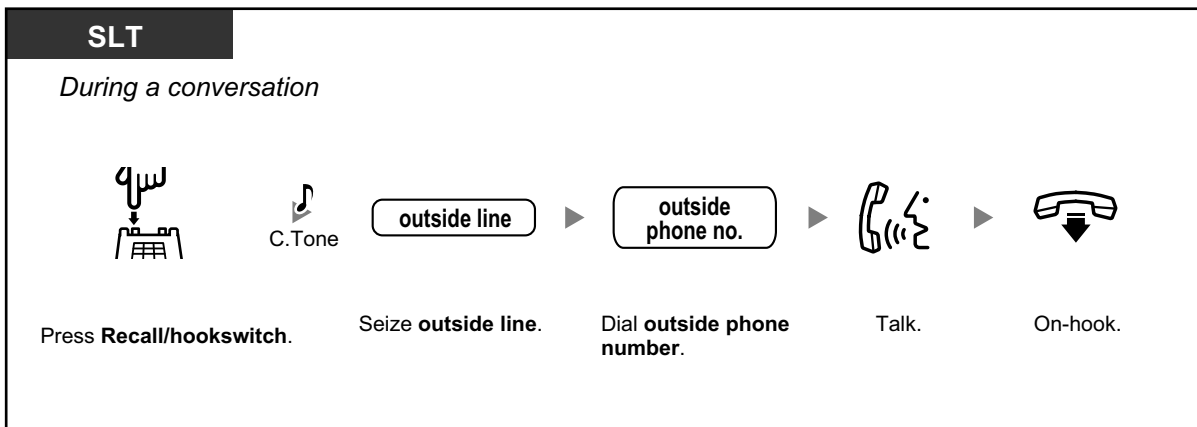 SLT
During a conversation
C.Tone
outside line
outside
phone no.
Press Recall/hookswitch.
Seize outside line.
Dial outside phone
number.
Talk.
On-hook.